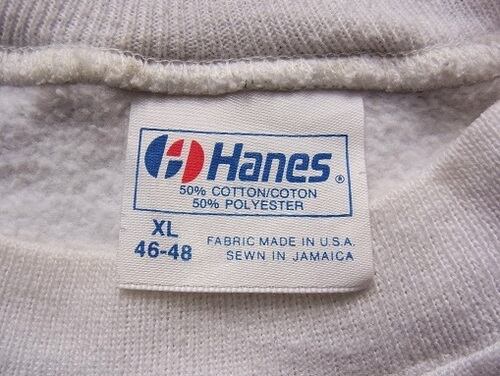 Hanes®
50% COTTON/COTON
50% POLYESTER
XL
46-48
FABRIC MADE IN U.S.A.
SEWN IN JAMAICA